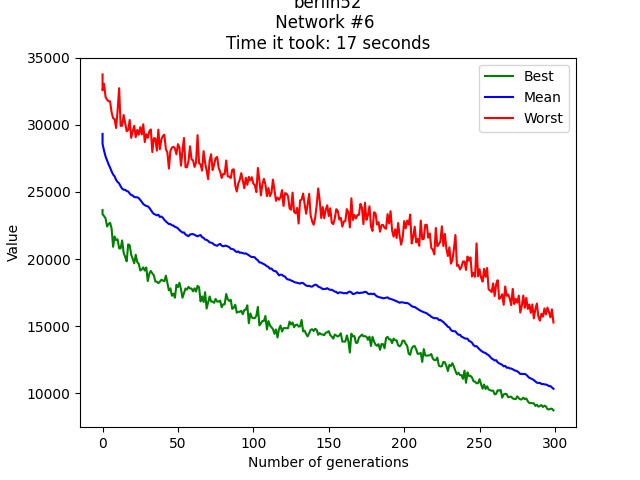 berlin52
Network #6
Time it took: 17 seconds
35000
30000
25000
20000
15000
10000
Value
Best
Mean
Worst
0
50
100
150
200
250
300
Number of generations